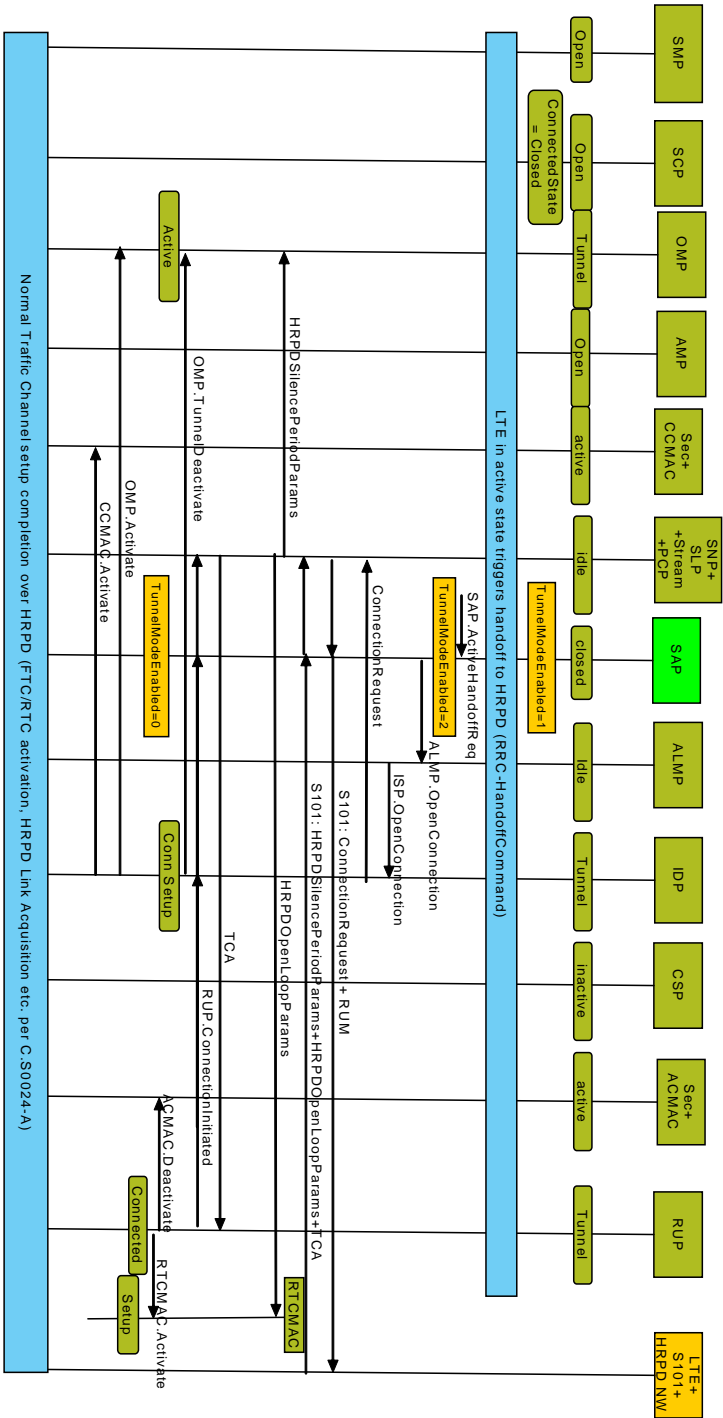 SMP
SCP
OMP
AMP
Sec+
CCMAC
SNP+
SLP
+Stream
+PCP
SAP
ALMP
IDP
CSP
Sec+
ACMAC
RUP
LTE+
S101+
HRPD NW
Open
Open
Tunnel
Open
active
idle
closed
Idle
Tunnel
inactive
active
Tunnel
ConnectedState
= Closed
TunnelModeEnabled=1
LTE in active state triggers handoff to HRPD (RRC-HandoffCommand)
SAP.ActiveHandoffReq
TunnelModeEnabled=2
ALMP.OpenConnection
ISP.OpenConnection
ConnectionRequest
S101: ConnectionRequest + RUM
S101: HRPDSilencePeriodParams+HRPDOpenLoopParams+TCA
HRPDSilencePeriodParams
HRPDOpenLoopParams
RTCMAC
TCA
RUP.ConnectionInitiated
OMP.TunnelDeactivate
Active
TunnelModeEnabled=0
Conn Setup
ACMAC.Deactivate
RTCMAC.Activate
Connected
Setup
OMP.Activate
CCMAC.Activate
Normal Traffic Channel setup completion over HRPD (FTC/RTC activation, HRPD Link Acquisition etc. per C.S0024-A)